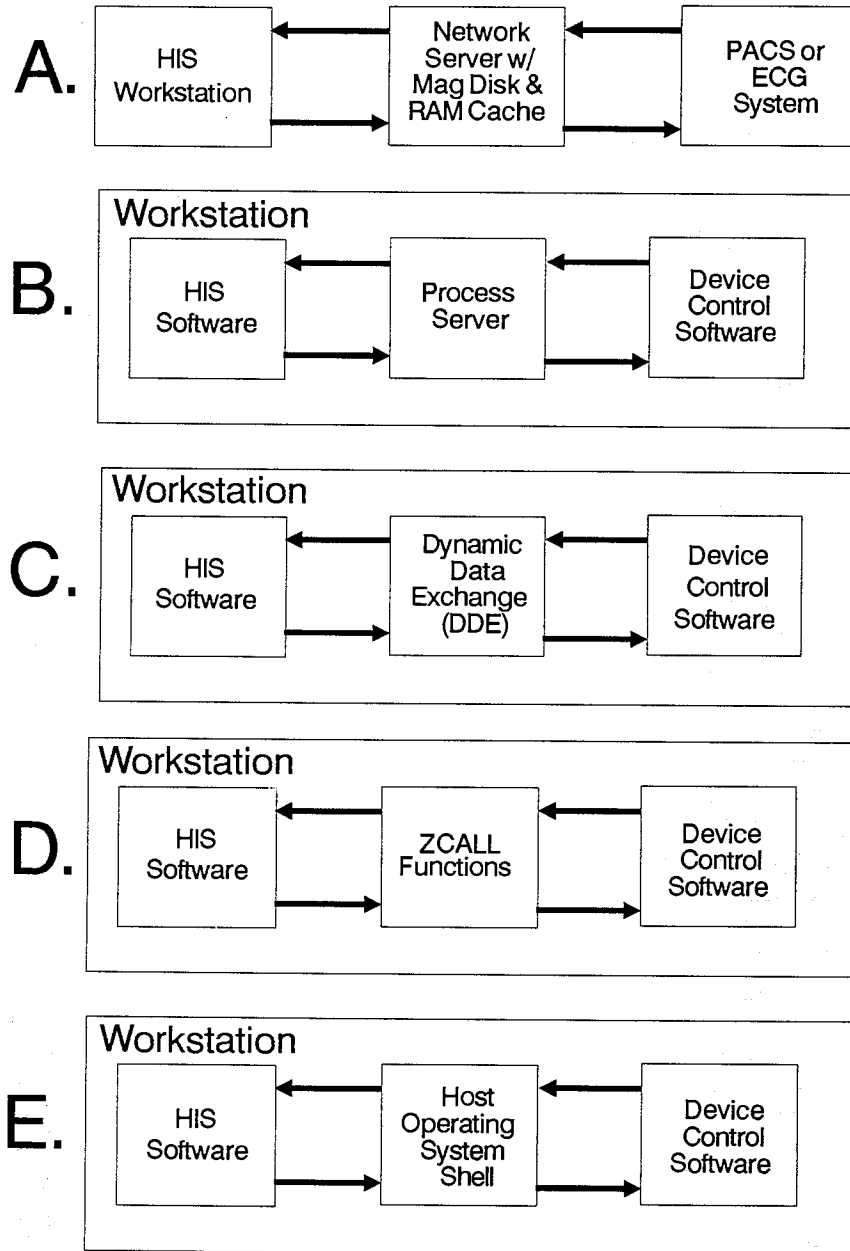 A.
HIS
Workstation
Network
Server w/
Mag Disk &
RAM Cache
PACS or
ECG
System
B.
Workstation
HIS
Software
Process
Server
Device
Control
Software
C.
Workstation
HIS
Software
Dynamic
Data
Exchange
(DDE)
Device
Control
Software
D.
Workstation
HIS
Software
ZCALL
Functions
Device
Control
Software
E.
Workstation
HIS
Software
Host
Operating
System
Shell
Device
Control
Software